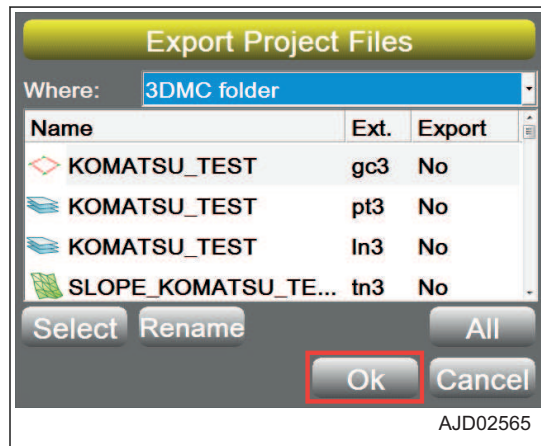 Export Project Files
Where: 3DMC folder
Name Ext. Export
KOMATSU_TEST gc3 No
KOMATSU_TEST pt3 No
KOMATSU_TEST ln3 No
SLOPE_KOMATSU_TE... tn3 No
Select Rename All
Ok Cancel
AJD02565